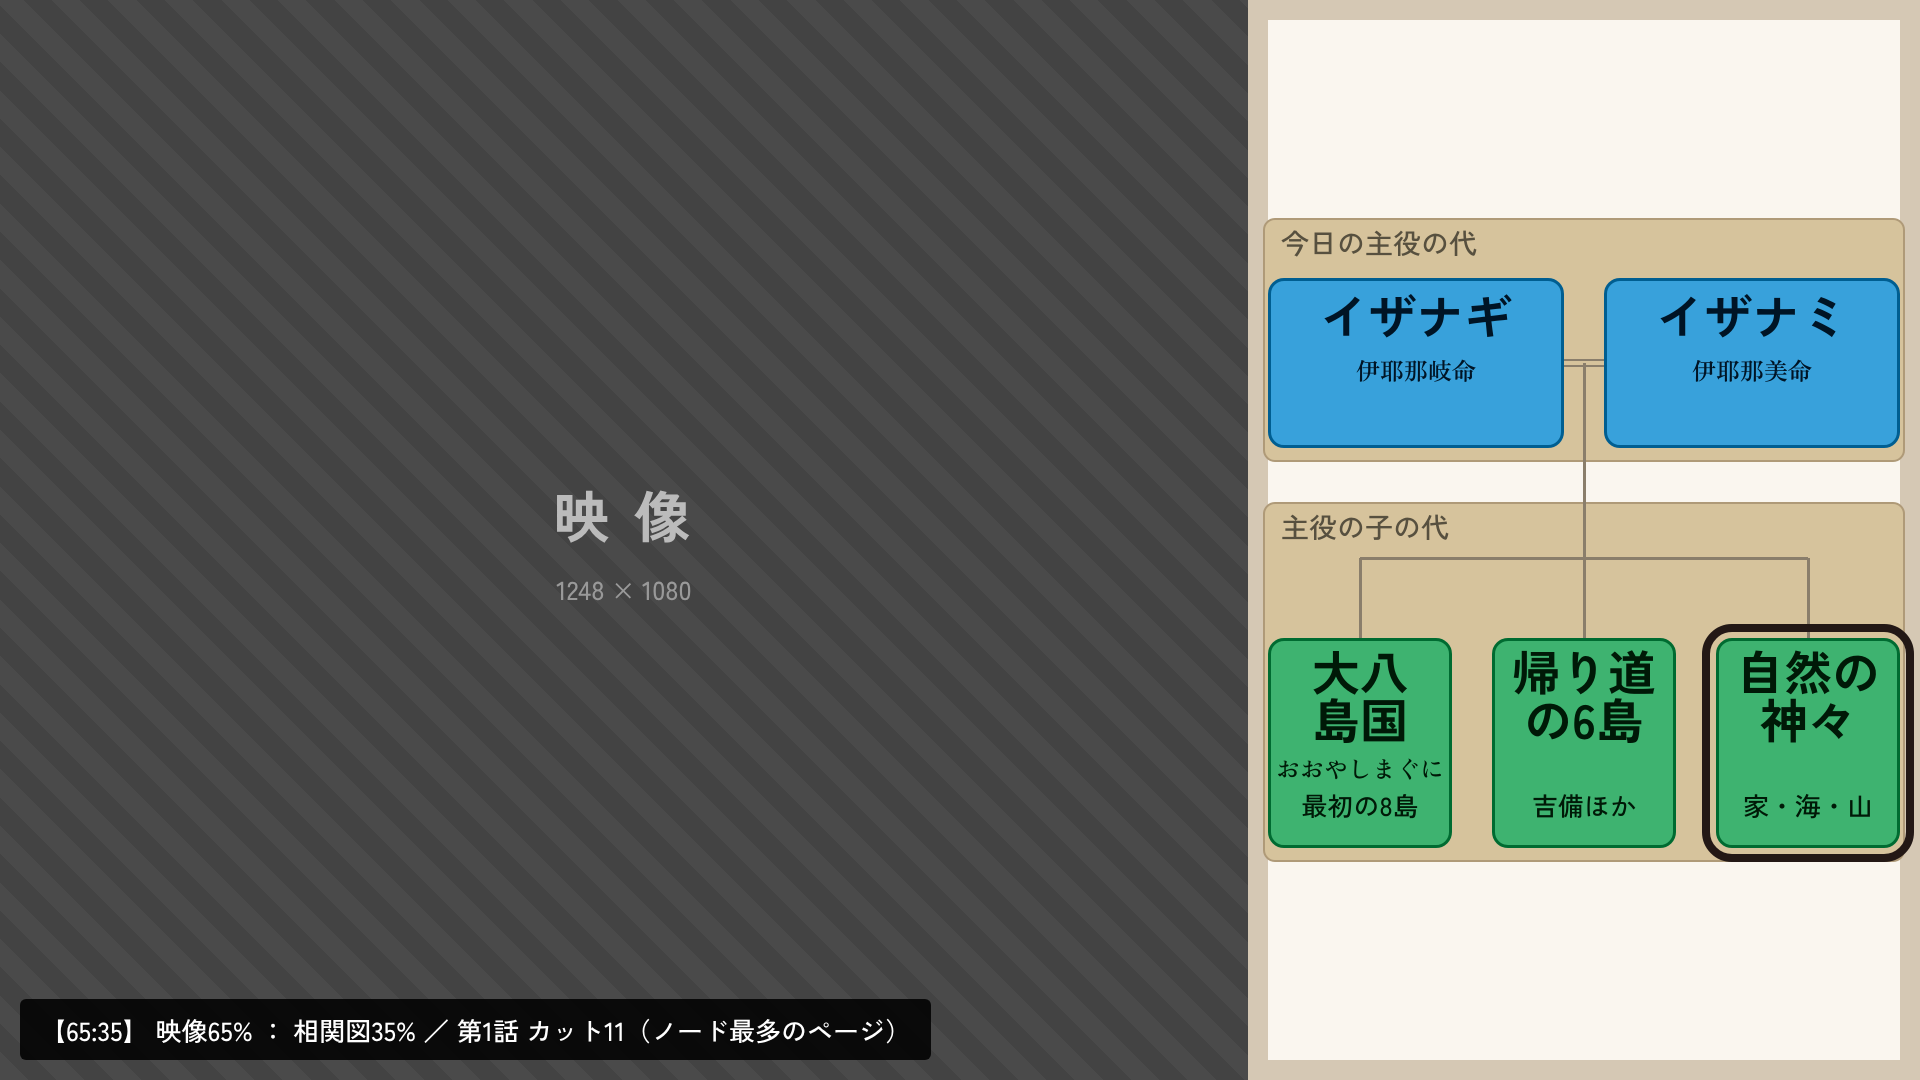 映 像
1248 × 1080
【65:35】 映像65% : 相関図35% ／ 第1話 カット11（ノード最多のページ）
今日の主役の代
イザナギ
伊耶那岐命
イザナミ
伊耶那美命
主役の子の代
大八
島国
おおやしまぐに
最初の8島
帰り道
の6島
吉備ほか
自然の
神々
家・海・山